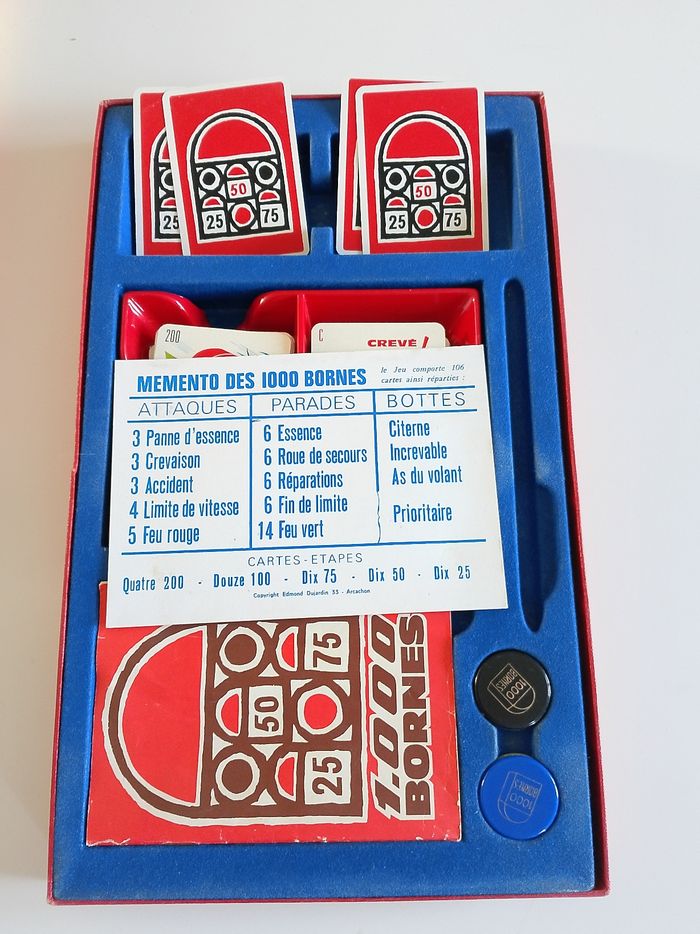 50
25
75
50
25
75
25
200
C
CREVÉ !
MEMENTO DES 1000 BORNES
le Jeu comporte 106
cartes ainsi réparties :
ATTAQUES
PARADES
BOTTES
3 Panne d'essence
3 Crevaison
3 Accident
4 Limite de vitesse
5 Feu rouge
6 Essence
6 Roue de secours
6 Réparations
6 Fin de limite
14 Feu vert
Citerne
Increvable
As du volant
Prioritaire
CARTES - ETAPES
Quatre 200 - Douze 100 - Dix 75 - Dix 50 - Dix 25
Copyright Edmond Dujardin 33 - Arcachon
75
50
25
1.000
BORNES
1000
BORNES
1000
BORNES